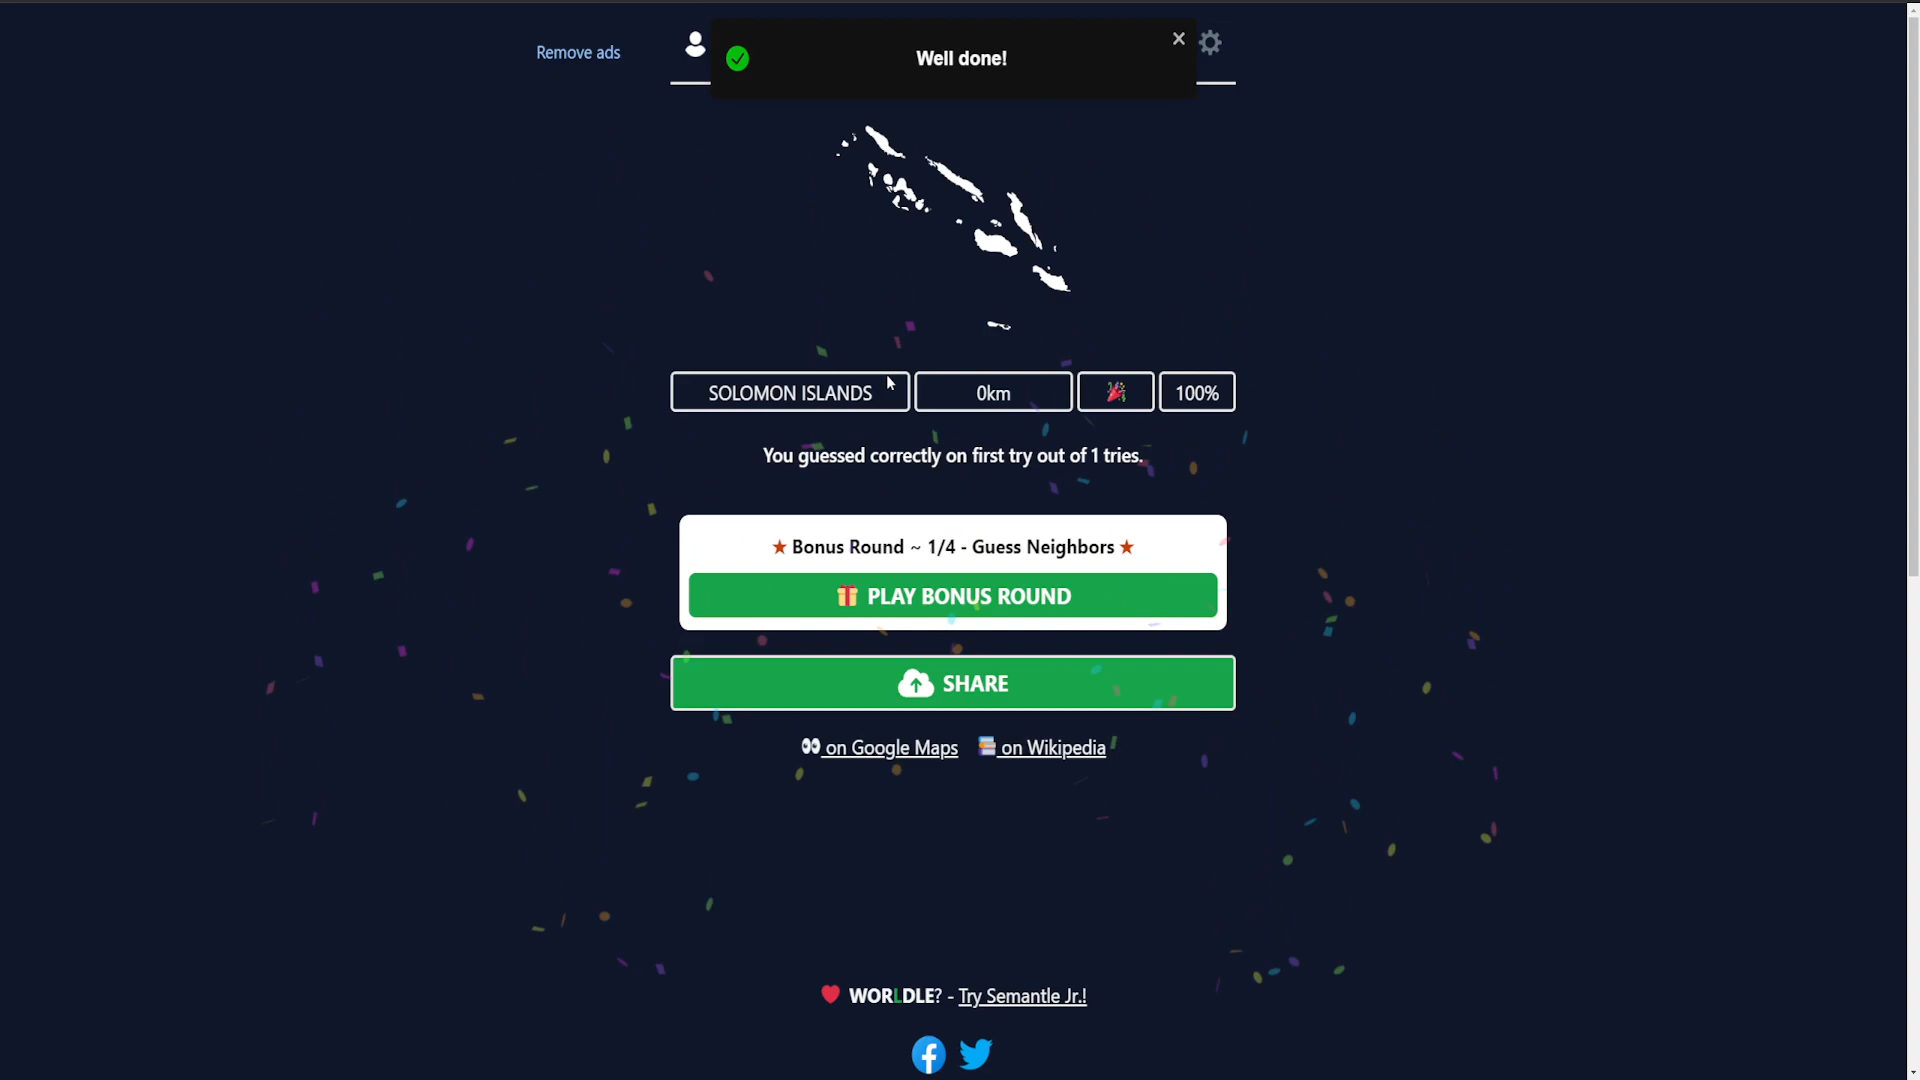 Remove ads
Well done!
SOLOMON ISLANDS 0km 100%
You guessed correctly on first try out of 1 tries.
Bonus Round ~ 1/4 - Guess Neighbors
PLAY BONUS ROUND
SHARE
on Google Maps on Wikipedia
WORLDLE? - Try Semantle Jr.!